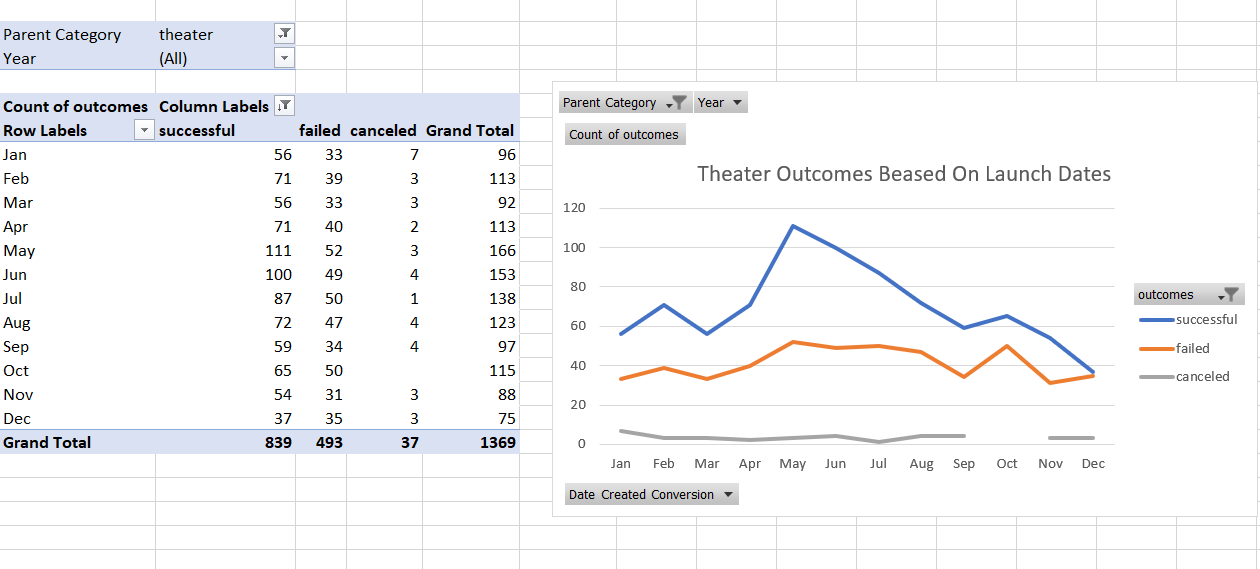 Parent Category theater
Year (All)
Count of outcomes Column Labels
Row Labels successful failed canceled Grand Total
Jan 56 33 7 96
Feb 71 39 3 113
Mar 56 33 3 92
Apr 71 40 2 113
May 111 52 3 166
Jun 100 49 4 153
Jul 87 50 1 138
Aug 72 47 4 123
Sep 59 34 4 97
Oct 65 50 115
Nov 54 31 3 88
Dec 37 35 3 75
Grand Total 839 493 37 1369
Parent Category Year
Count of outcomes
Theater Outcomes Beased On Launch Dates
120
100
80
60
40
20
0
Jan Feb Mar Apr May Jun Jul Aug Sep Oct Nov Dec
outcomes
successful
failed
canceled
Date Created Conversion